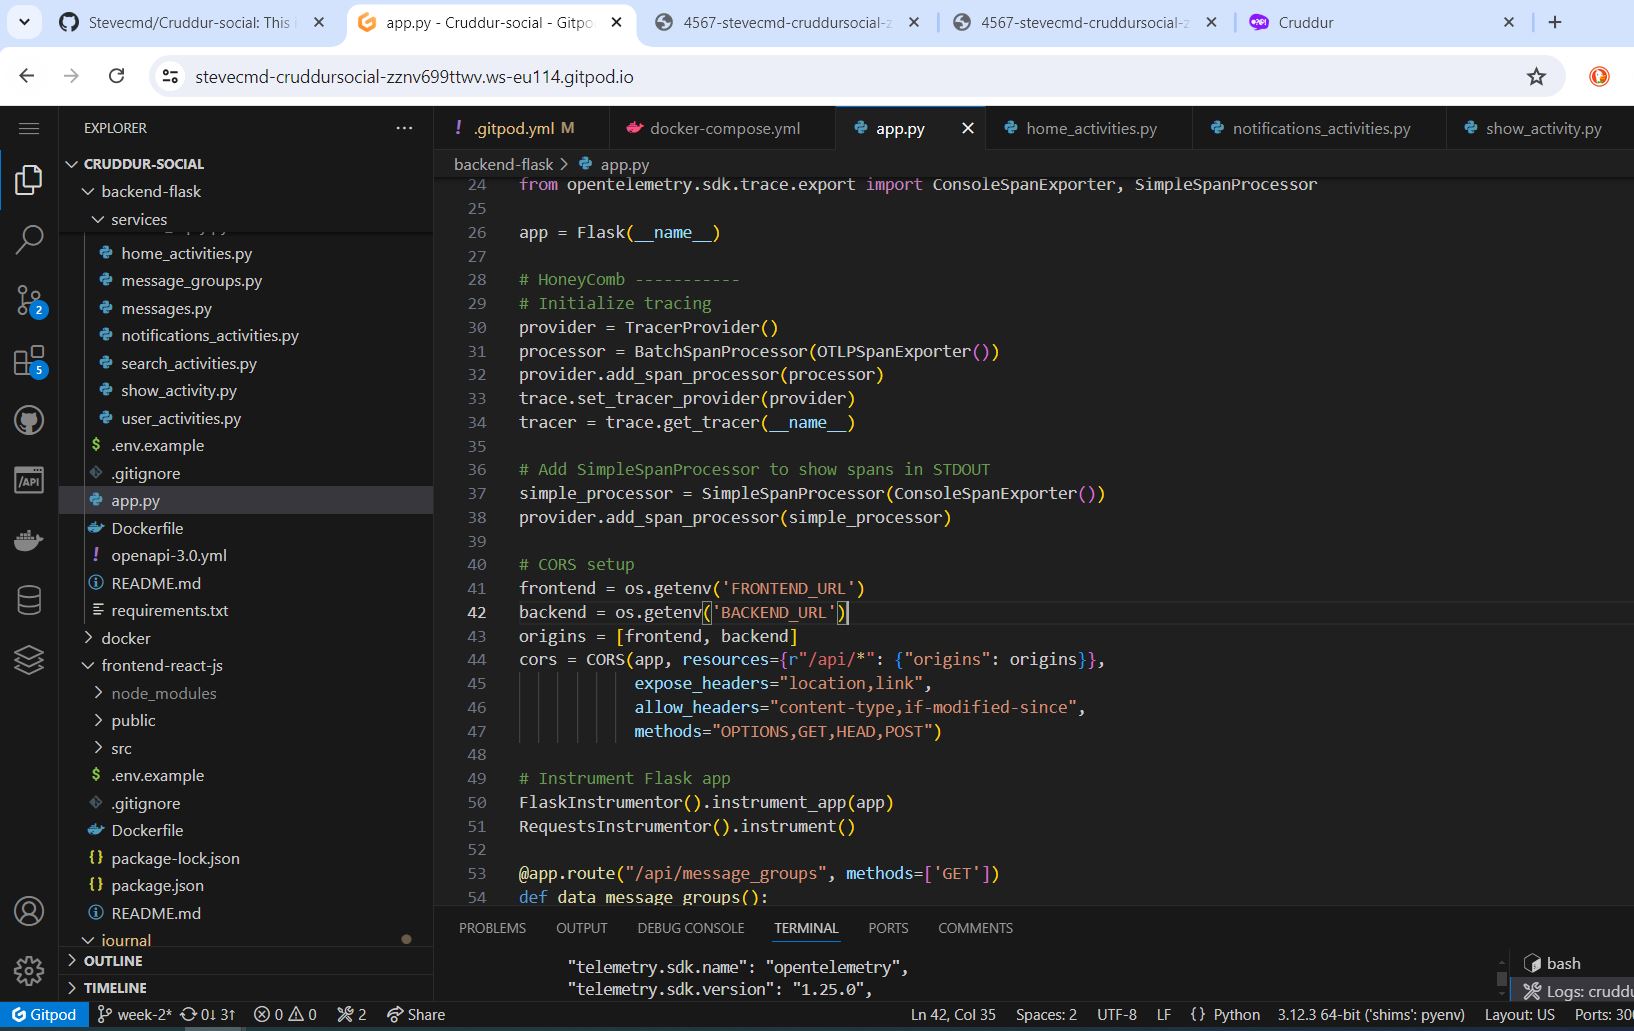 Stevecmd/Cruddur-social: This i
app.py - Cruddur-social - Gitpo
4567-stevecmd-cruddursocial-z
4567-stevecmd-cruddursocial-z
Cruddur
stevecmd-cruddursocial-zznv699ttwv.ws-eu114.gitpod.io
EXPLORER
! .gitpod.yml M
docker-compose.yml
app.py
home_activities.py
notifications_activities.py
show_activity.py
CRUDDUR-SOCIAL
backend-flask
services
home_activities.py
message_groups.py
messages.py
notifications_activities.py
search_activities.py
show_activity.py
user_activities.py
$ .env.example
.gitignore
app.py
Dockerfile
! openapi-3.0.yml
README.md
requirements.txt
docker
frontend-react-js
node_modules
public
src
$ .env.example
.gitignore
Dockerfile
{} package-lock.json
{} package.json
README.md
journal
OUTLINE
TIMELINE
2
5
/API
backend-flask > app.py
24 from opentelemetry.sdk.trace.export import ConsoleSpanExporter, SimpleSpanProcessor
25
26 app = Flask(__name__)
27
28 # HoneyComb -----------
29 # Initialize tracing
30 provider = TracerProvider()
31 processor = BatchSpanProcessor(OTLPSpanExporter())
32 provider.add_span_processor(processor)
33 trace.set_tracer_provider(provider)
34 tracer = trace.get_tracer(__name__)
35
36 # Add SimpleSpanProcessor to show spans in STDOUT
37 simple_processor = SimpleSpanProcessor(ConsoleSpanExporter())
38 provider.add_span_processor(simple_processor)
39
40 # CORS setup
41 frontend = os.getenv('FRONTEND_URL')
42 backend = os.getenv('BACKEND_URL')
43 origins = [frontend, backend]
44 cors = CORS(app, resources={r"/api/*": {"origins": origins}},
45 expose_headers="location,link",
46 allow_headers="content-type,if-modified-since",
47 methods="OPTIONS,GET,HEAD,POST")
48
49 # Instrument Flask app
50 FlaskInstrumentor().instrument_app(app)
51 RequestsInstrumentor().instrument()
52
53 @app.route("/api/message_groups", methods=['GET'])
54 def data_message_groups():
PROBLEMS OUTPUT DEBUG CONSOLE TERMINAL PORTS COMMENTS
"telemetry.sdk.name": "opentelemetry",
"telemetry.sdk.version": "1.25.0",
bash
Logs: cruddu
Gitpod week-2* 0↓ 3↑ 0 0 2 Share
Ln 42, Col 35 Spaces: 2 UTF-8 LF {} Python 3.12.3 64-bit ('shims': pyenv) Layout: US Ports: 300